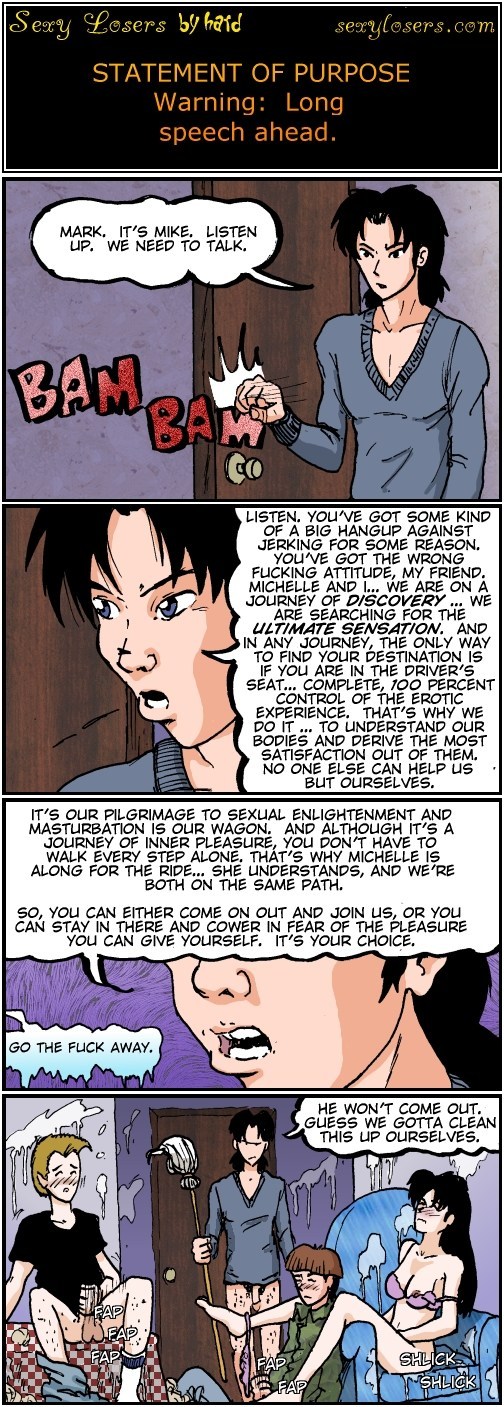 Sexy Losers by hard
sexylosers.com
STATEMENT OF PURPOSE
Warning: Long
speech ahead.
MARK. IT'S MIKE. LISTEN
UP. WE NEED TO TALK.
BAM
BAM
LISTEN. YOU'VE GOT SOME KIND
OF A BIG HANGUP AGAINST
JERKING FOR SOME REASON.
YOU'VE GOT THE WRONG
FUCKING ATTITUDE, MY FRIEND.
MICHELLE AND I... WE ARE ON A
JOURNEY OF DISCOVERY ... WE
ARE SEARCHING FOR THE
ULTIMATE SENSATION. AND
IN ANY JOURNEY, THE ONLY WAY
TO FIND YOUR DESTINATION IS
IF YOU ARE IN THE DRIVER'S
SEAT... COMPLETE, 100 PERCENT
CONTROL OF THE EROTIC
EXPERIENCE. THAT'S WHY WE
DO IT ... TO UNDERSTAND OUR
BODIES AND DERIVE THE MOST
SATISFACTION OUT OF THEM.
NO ONE ELSE CAN HELP US
BUT OURSELVES.
IT'S OUR PILGRIMAGE TO SEXUAL ENLIGHTENMENT AND
MASTURBATION IS OUR WAGON. AND ALTHOUGH IT'S A
JOURNEY OF INNER PLEASURE, YOU DON'T HAVE TO
WALK EVERY STEP ALONE. THAT'S WHY MICHELLE IS
ALONG FOR THE RIDE... SHE UNDERSTANDS, AND WE'RE
BOTH ON THE SAME PATH.
SO, YOU CAN EITHER COME ON OUT AND JOIN US, OR YOU
CAN STAY IN THERE AND COWER IN FEAR OF THE PLEASURE
YOU CAN GIVE YOURSELF. IT'S YOUR CHOICE.
GO THE FUCK AWAY.
HE WON'T COME OUT.
GUESS WE GOTTA CLEAN
THIS UP OURSELVES.
FAP
FAP
FAP
FAP
FAP
SHLICK
SHLICK